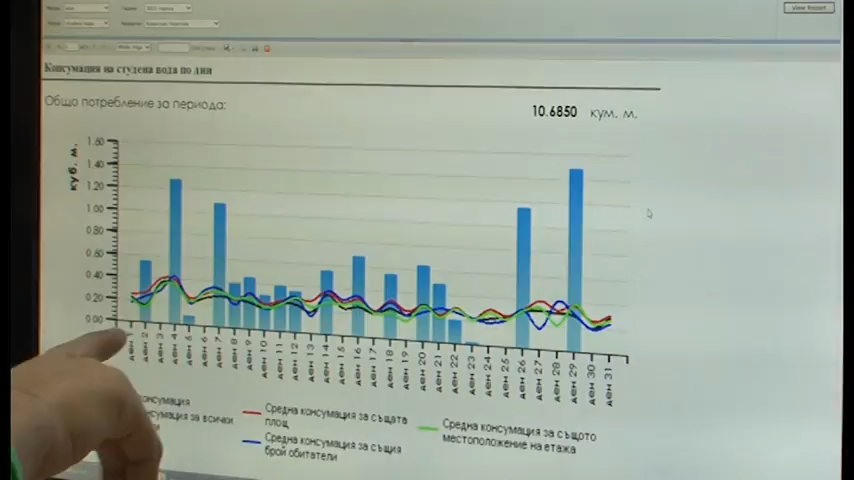 View Report
Консумация на студена вода по дни
Общо потребление за периода:
10.6850 куб. м.
куб. м.
1.60
1.40
1.20
1.00
0.80
0.60
0.40
0.20
0.00
ден 1
ден 2
ден 3
ден 4
ден 5
ден 6
ден 7
ден 8
ден 9
ден 10
ден 11
ден 12
ден 13
ден 14
ден 15
ден 16
ден 17
ден 18
ден 19
ден 20
ден 21
ден 22
ден 23
ден 24
ден 25
ден 26
ден 27
ден 28
ден 29
ден 30
ден 31
консумация
консумация за всички
Средна консумация за същата
площ
Средна консумация за същия
брой обитатели
Средна консумация за същото
местоположение на етажа